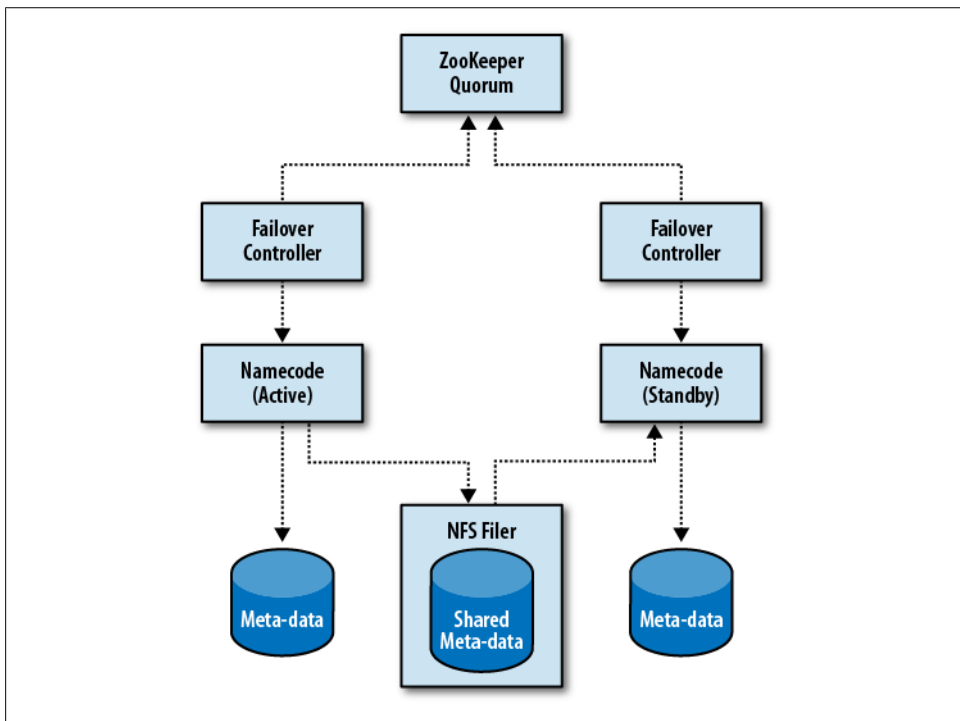 ZooKeeper
Quorum
Failover
Controller
Failover
Controller
Namecode
(Active)
Namecode
(Standby)
NFS Filer
Meta-data
Shared
Meta-data
Meta-data